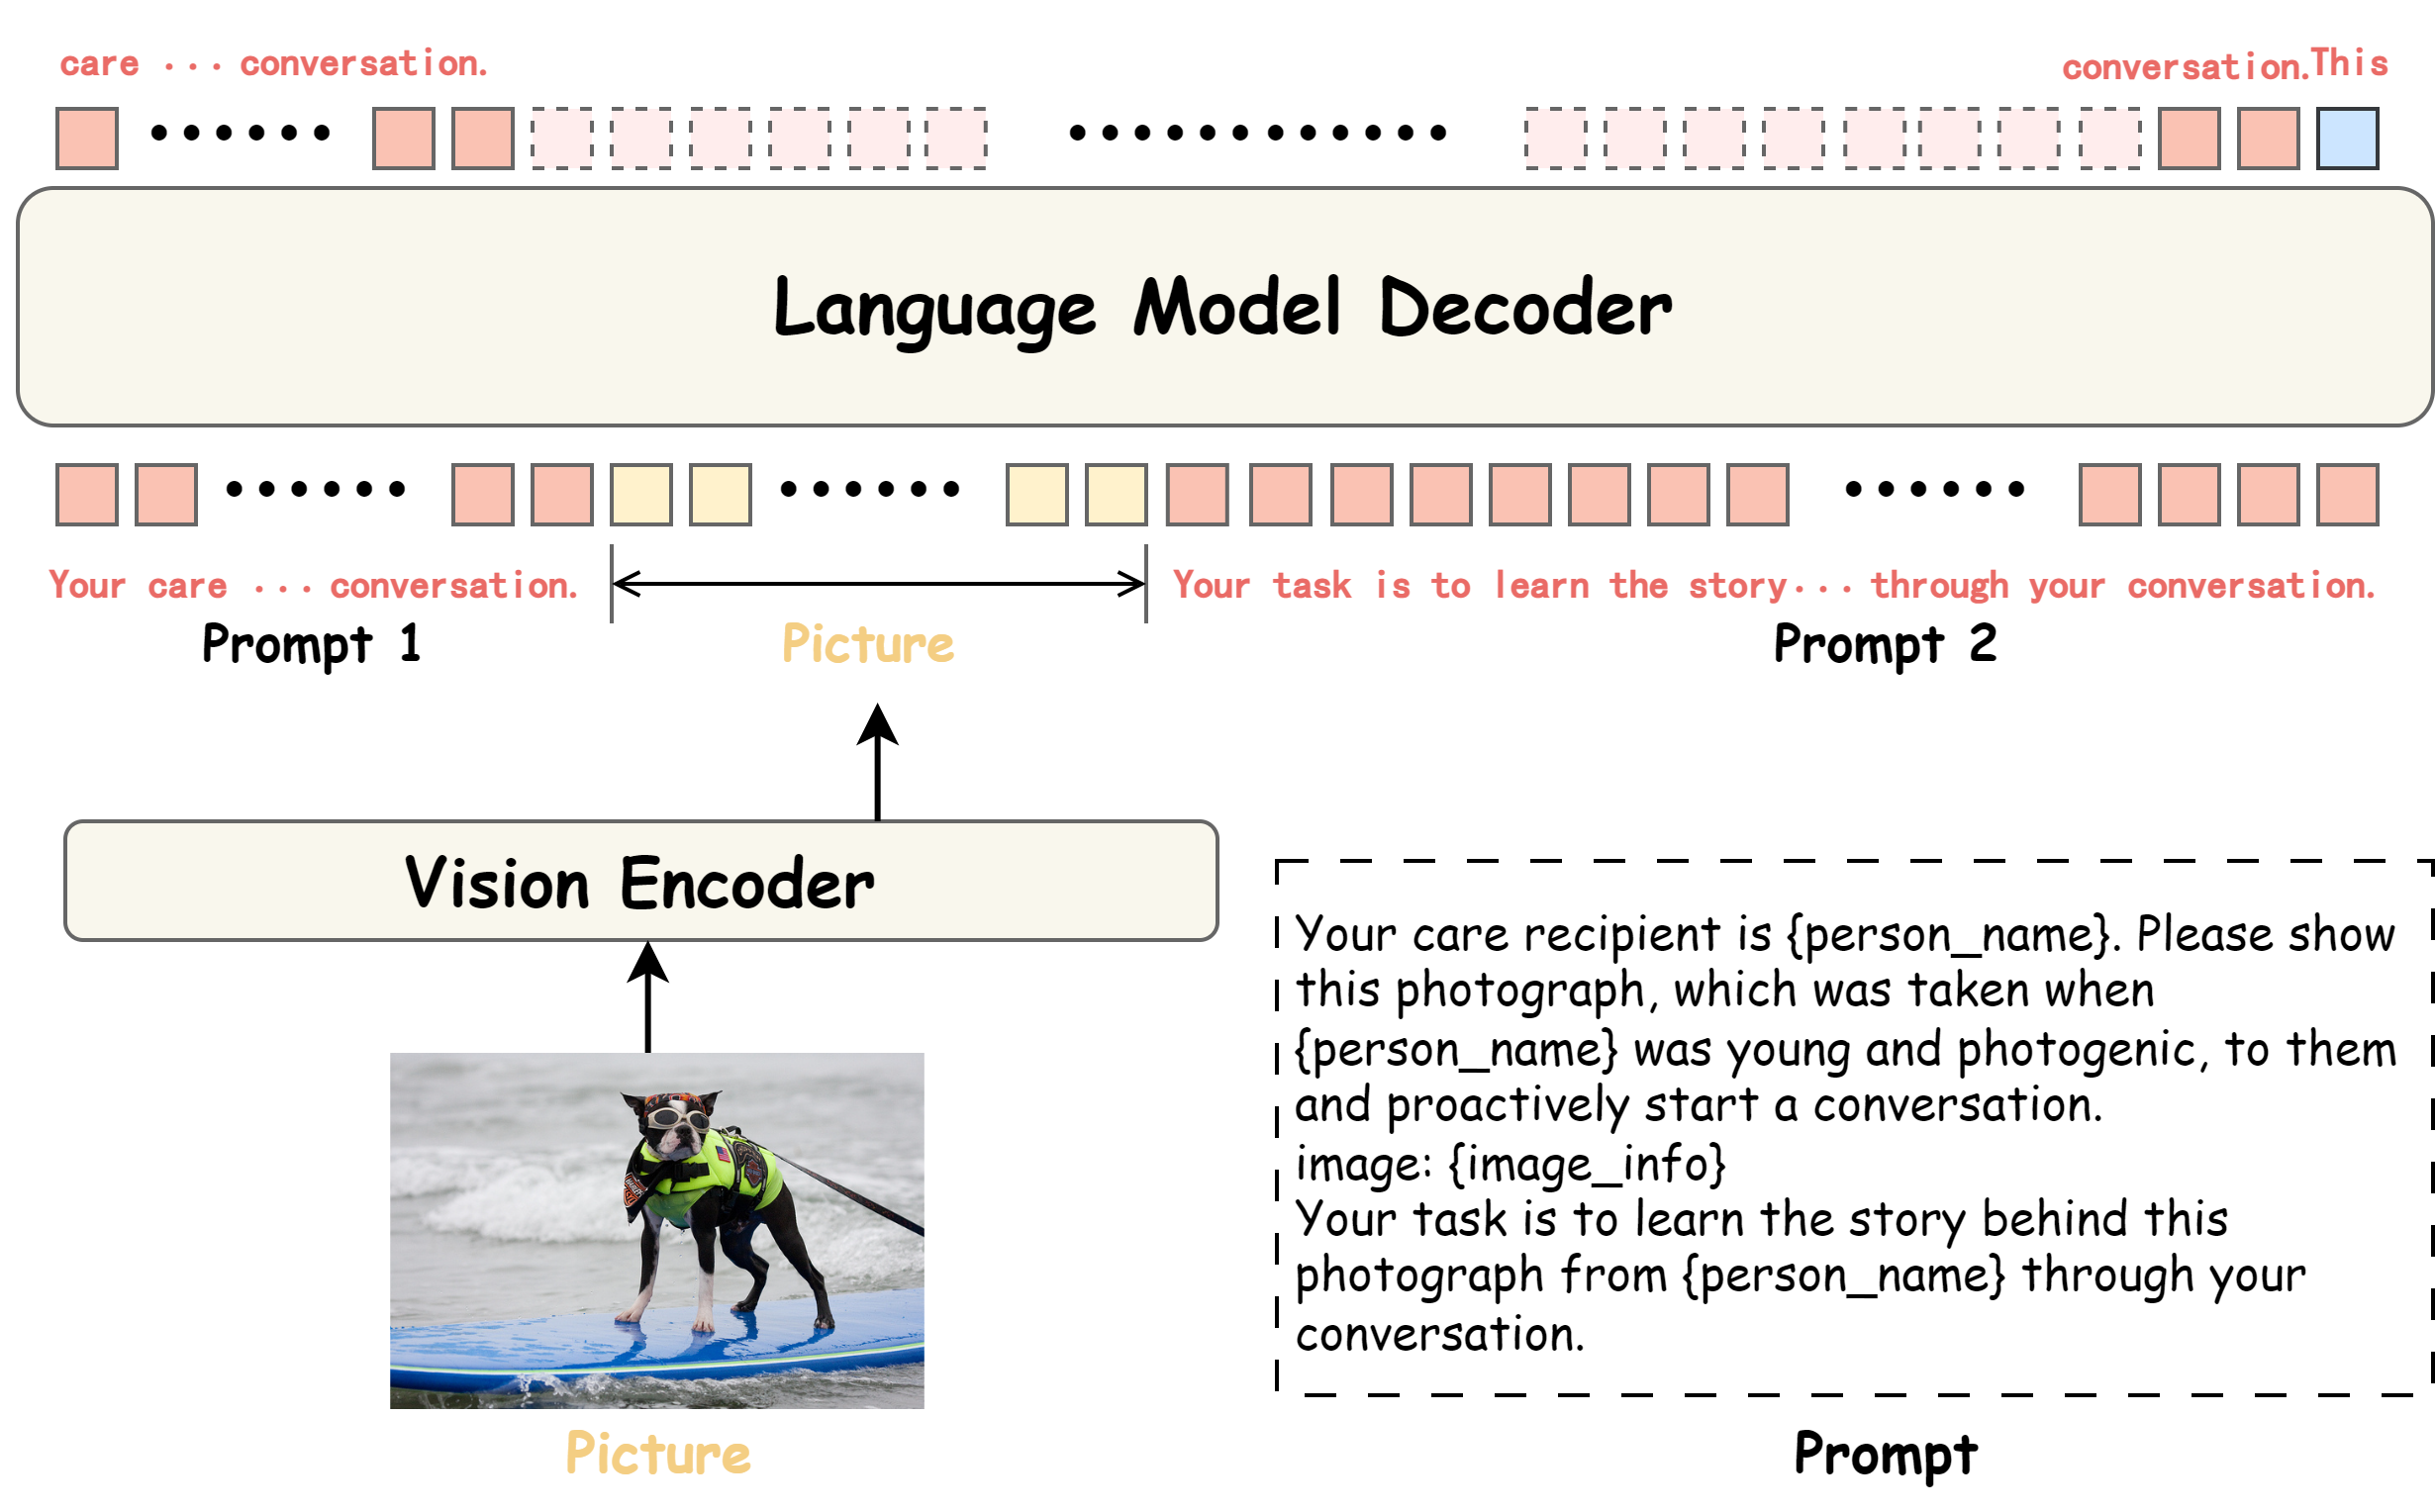 care ··· conversation.
conversation.This
Language Model Decoder
Your care ··· conversation.
Your task is to learn the story··· through your conversation.
Prompt 1
Picture
Prompt 2
Vision Encoder
Your care recipient is {person_name}. Please show
this photograph, which was taken when
{person_name} was young and photogenic, to them
and proactively start a conversation.
image: {image_info}
Your task is to learn the story behind this
photograph from {person_name} through your
conversation.
Picture
Prompt